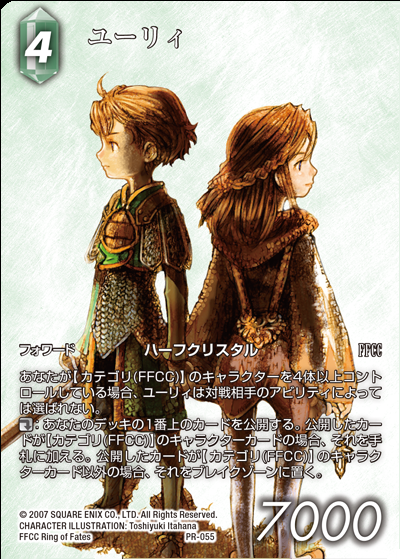 4
ユーリィ
フォワード ハーフクリスタル FFCC
あなたが【カテゴリ(FFCC)】のキャラクターを4体以上コント
ロールしている場合、ユーリィは対戦相手のアビリティによって
は選ばれない。
：あなたのデッキの1番上のカードを公開する。公開したカー
ドが【カテゴリ(FFCC)】のキャラクターカードの場合、それを手
札に加える。公開したカードが【カテゴリ(FFCC)】のキャラク
ターカード以外の場合、それをブレイクゾーンに置く。
© 2007 SQUARE ENIX CO., LTD. All Rights Reserved.
CHARACTER ILLUSTRATION: Toshiyuki Itahana
FFCC Ring of Fates PR-055
7000